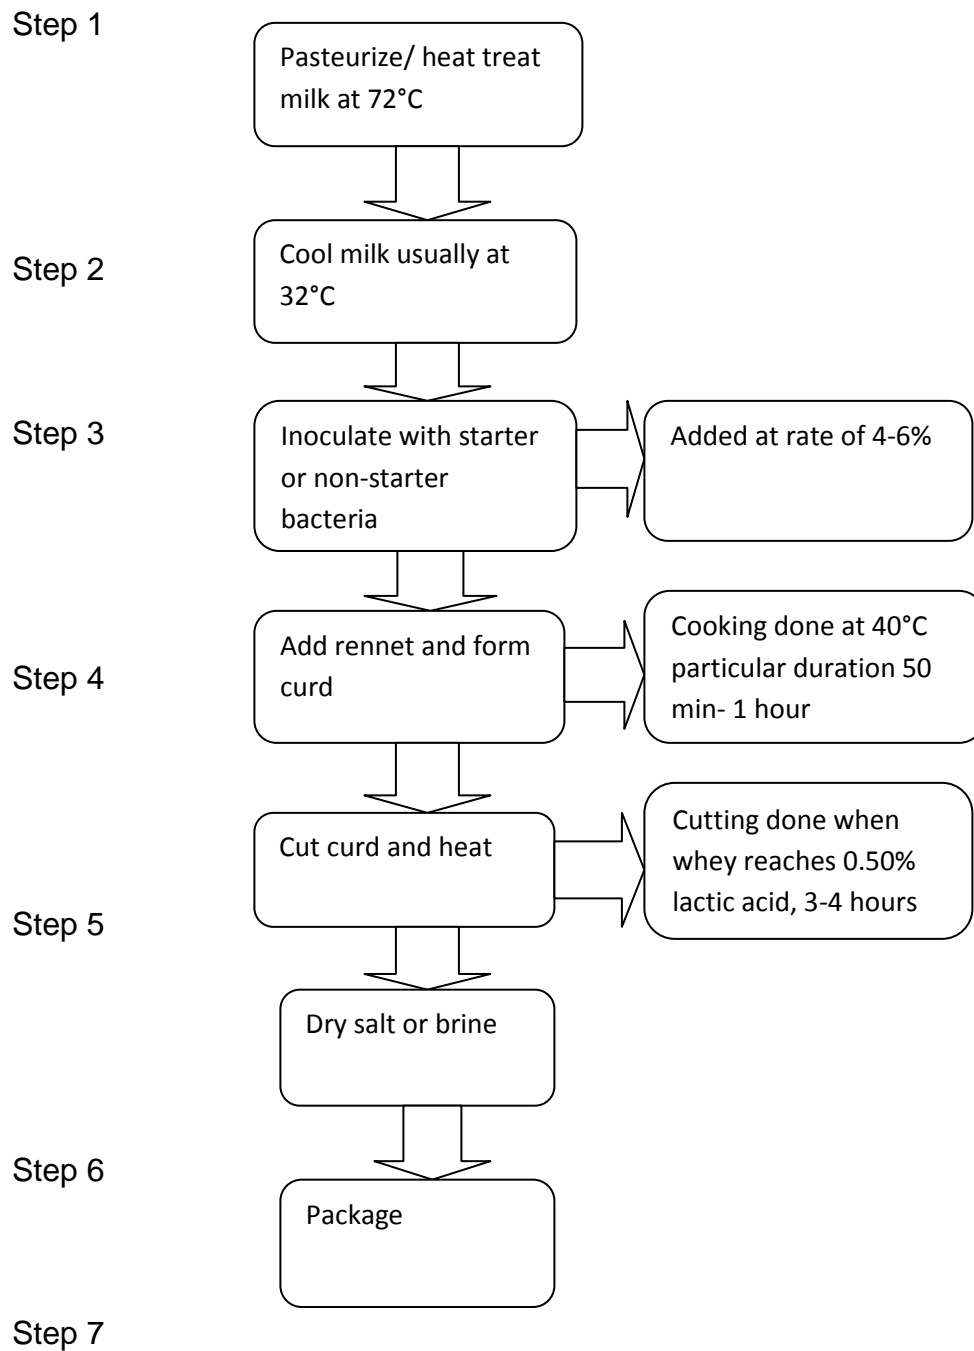 Step 1
Pasteurize/ heat treat
milk at 72°C
Step 2
Cool milk usually at
32°C
Step 3
Inoculate with starter
or non-starter
bacteria
Added at rate of 4-6%
Step 4
Add rennet and form
curd
Cooking done at 40°C
particular duration 50
min- 1 hour
Cut curd and heat
Cutting done when
whey reaches 0.50%
lactic acid, 3-4 hours
Step 5
Dry salt or brine
Step 6
Package
Step 7